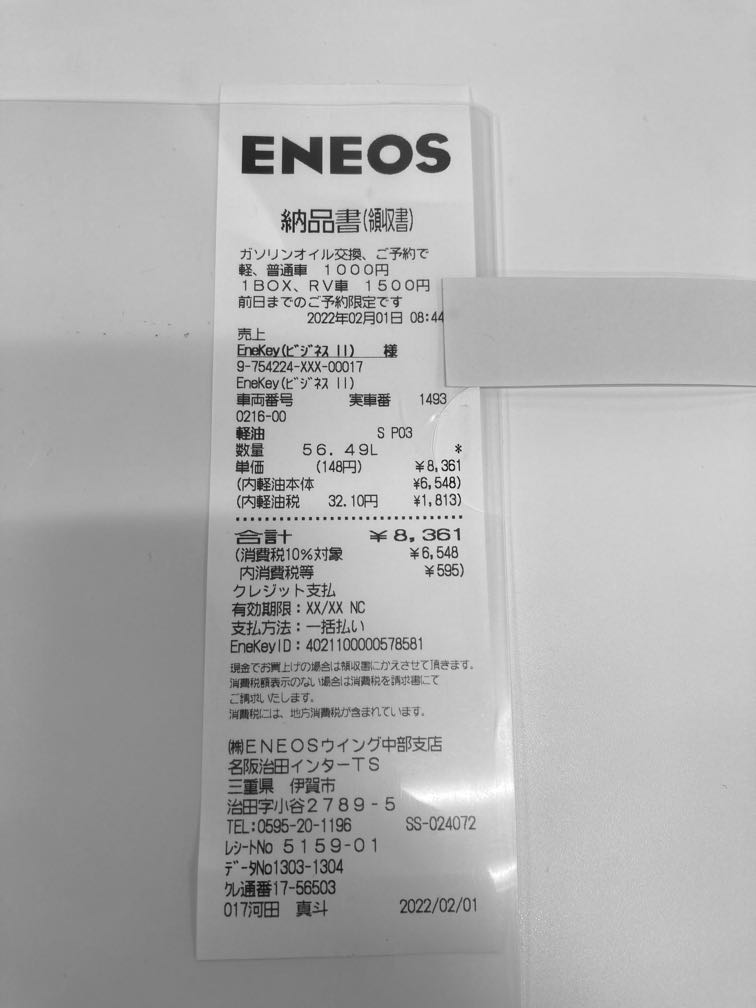 ENEOS
納品書(領収書)
ガソリンオイル交換、ご予約で
軽、普通車 1000円
1BOX、RV車 1500円
前日までのご予約限定です
2022年02月01日 08:44
売上
EneKey(ビジネス II) 様
9-754224-XXX-00017
EneKey(ビジネス II)
車両番号 実車番 1493
0216-00
軽油 S P03
数量 56.49L *
単価 (148円) ¥8,361
(内軽油本体 ¥6,548)
(内軽油税 32.10円 ¥1,813)
合計 ¥8,361
(消費税10%対象 ¥6,548
内消費税等 ¥595)
クレジット支払
有効期限:XX/XX NC
支払方法:一括払い
EneKeyID:4021100000578581
現金でお買上げの場合は領収書にかえさせて頂きます。
消費税額表示のない場合は消費税を請求書にて
ご請求いたします。
消費税には、地方消費税が含まれています。
㈱ENEOSウイング中部支店
名阪治田インターTS
三重県 伊賀市
治田字小谷2789-5
TEL:0595-20-1196 SS-024072
レシートNo 5159-01
データNo1303-1304
クレ通番17-56503
017河田 真斗 2022/02/01